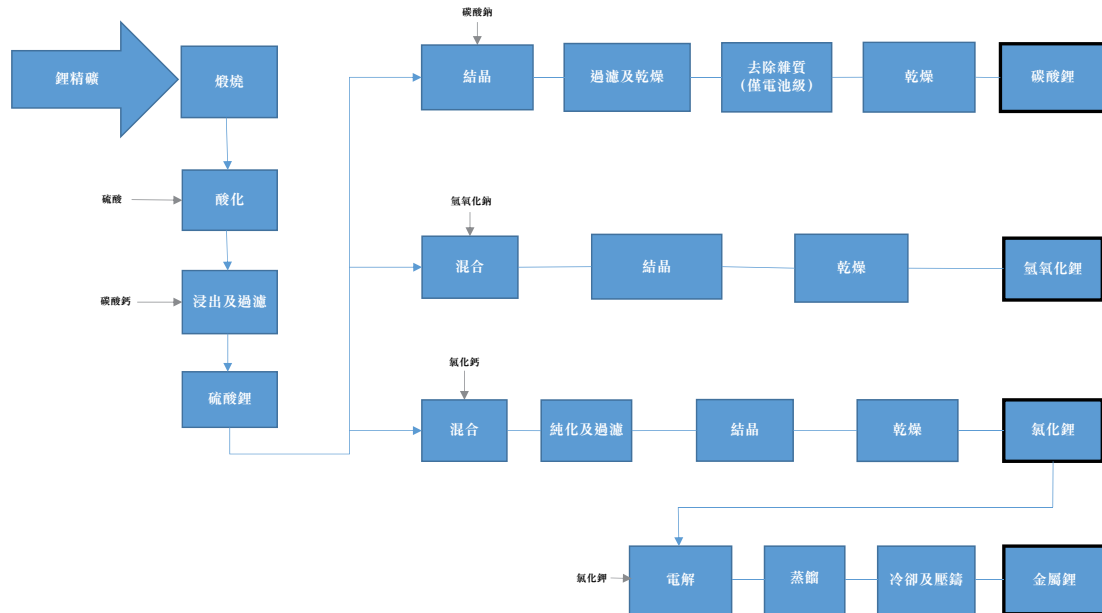 碳酸鈉
鋰精礦
煅燒
結晶
過濾及乾燥
去除雜質
(僅電池級)
乾燥
碳酸鋰
硫酸
酸化
氫氧化鈉
混合
結晶
乾燥
氫氧化鋰
碳酸鈣
浸出及過濾
硫酸鋰
氯化鈣
混合
純化及過濾
結晶
乾燥
氯化鋰
氯化鉀
電解
蒸餾
冷卻及壓鑄
金屬鋰